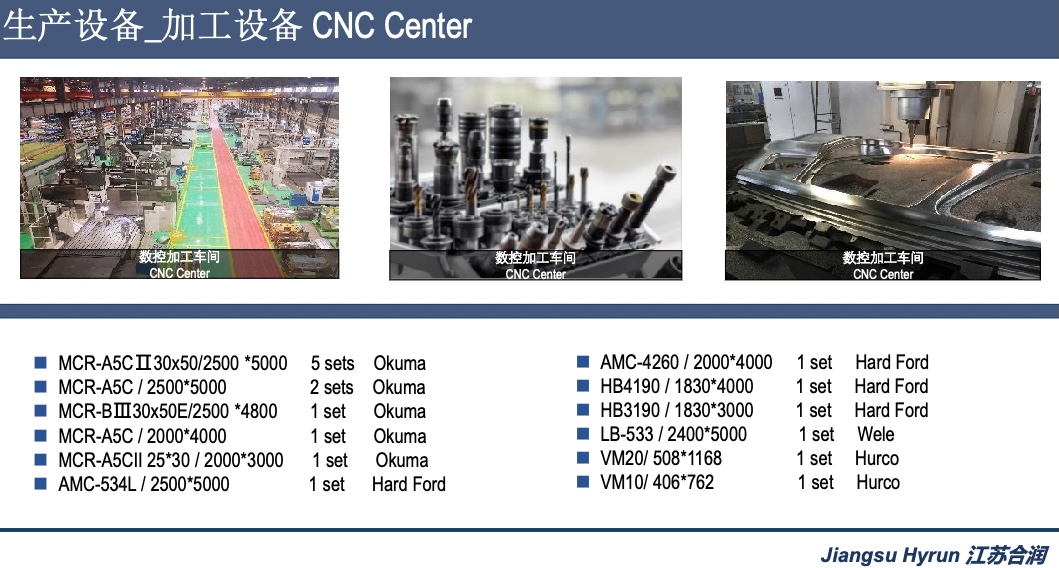 生产设备_加工设备 CNC Center
数控加工车间
CNC Center
数控加工车间
CNC Center
数控加工车间
CNC Center
MCR-A5CⅡ30x50/2500 *5000 5 sets Okuma
MCR-A5C / 2500*5000 2 sets Okuma
MCR-BⅢ30x50E/2500 *4800 1 set Okuma
MCR-A5C / 2000*4000 1 set Okuma
MCR-A5CII 25*30 / 2000*3000 1 set Okuma
AMC-534L / 2500*5000 1 set Hard Ford
AMC-4260 / 2000*4000 1 set Hard Ford
HB4190 / 1830*4000 1 set Hard Ford
HB3190 / 1830*3000 1 set Hard Ford
LB-533 / 2400*5000 1 set Wele
VM20/ 508*1168 1 set Hurco
VM10/ 406*762 1 set Hurco
Jiangsu Hyrun 江苏合润